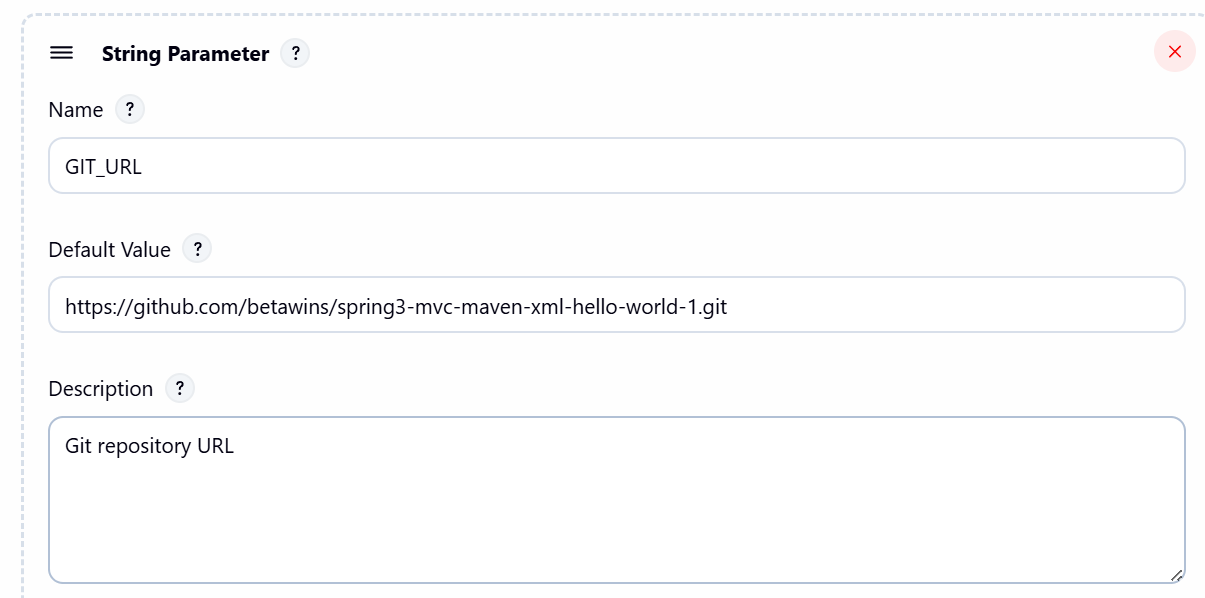 String Parameter ?
Name ?
GIT_URL
Default Value ?
https://github.com/betawins/spring3-mvc-maven-xml-hello-world-1.git
Description ?
Git repository URL